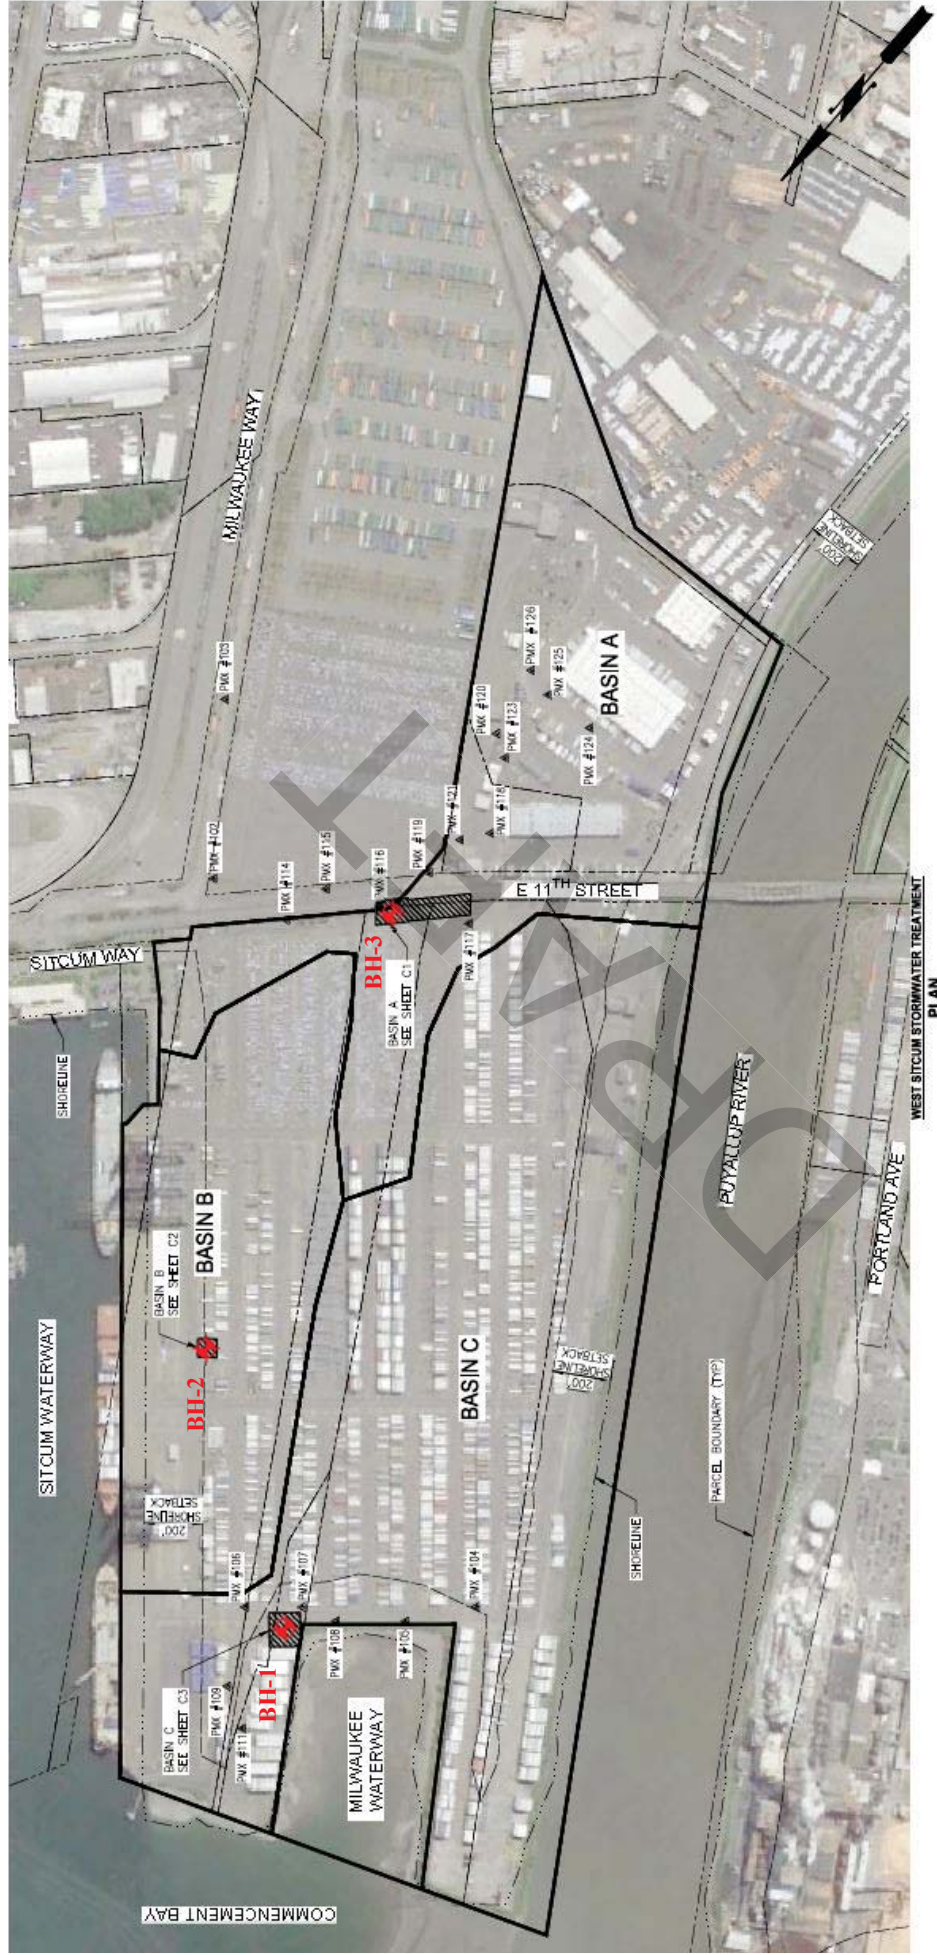 SITCUM WATERWAY
SHORELINE
SITCUM WAY
MILWAUKEE WAY
PMX #103
PMX #102
PMX #114
PMX #115
PMX #116
PMX #119
PMX #121
PMX #118
PMX #120
PMX #123
PMX #126
PMX #125
PMX #124
BASIN A
E 11TH STREET
PMX #117
BH-3
BASIN A
SEE SHEET C1
BASIN B
SEE SHEET C2
BASIN B
BH-2
200'
SHORELINE
SETBACK
PMX #106
PMX #107
PMX #108
PMX #105
PMX #104
BASIN C
SEE SHEET C3
PMX #109
PMX #111
BH-1
MILWAUKEE
WATERWAY
COMMENCEMENT BAY
BASIN C
200'
SHORELINE
SETBACK
200'
SHORELINE
SETBACK
SHORELINE
PUYALLUP RIVER
PARCEL BOUNDARY (TYP)
PORTLAND AVE
DRAFT
WEST SITCUM STORMWATER TREATMENT
PLAN